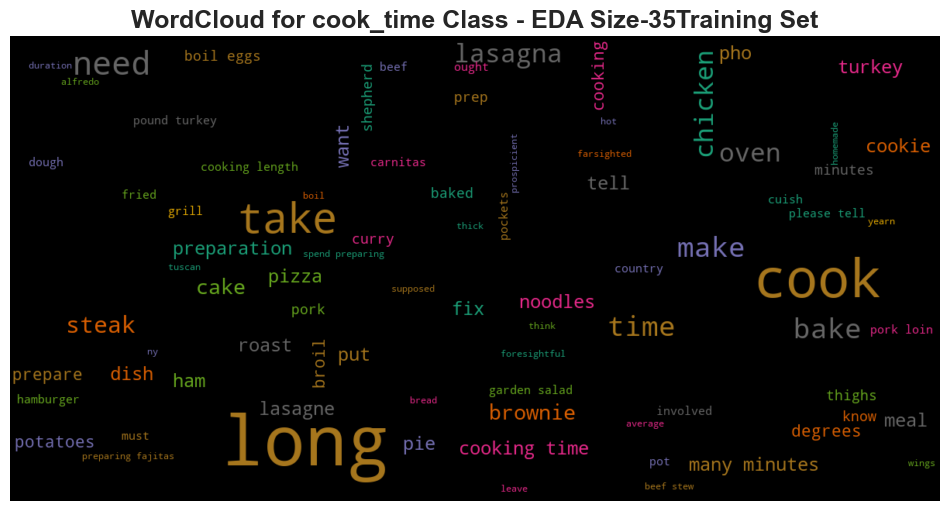 WordCloud for cook_time Class - EDA Size-35Training Set
duration
need
boil eggs
lasagna
pho
alfredo
beef
ought
cooking
turkey
shepherd
prep
chicken
pound turkey
hot
homemade
want
dough
cooking length
carnitas
prospicient
farsighted
oven
cookie
minutes
tell
fried
boil
baked
pockets
cuish
grill
take
thick
please tell
yearn
preparation
spend preparing
curry
make
tuscan
cake
pizza
supposed
country
cook
pork
fix
noodles
steak
think
time
bake
pork loin
ny
roast
broil
put
foresightful
prepare
dish
ham
hamburger
lasagne
bread
garden salad
thighs
long
brownie
involved
know
meal
average
degrees
potatoes
must
pie
cooking time
preparing fajitas
pot
many minutes
wings
leave
beef stew